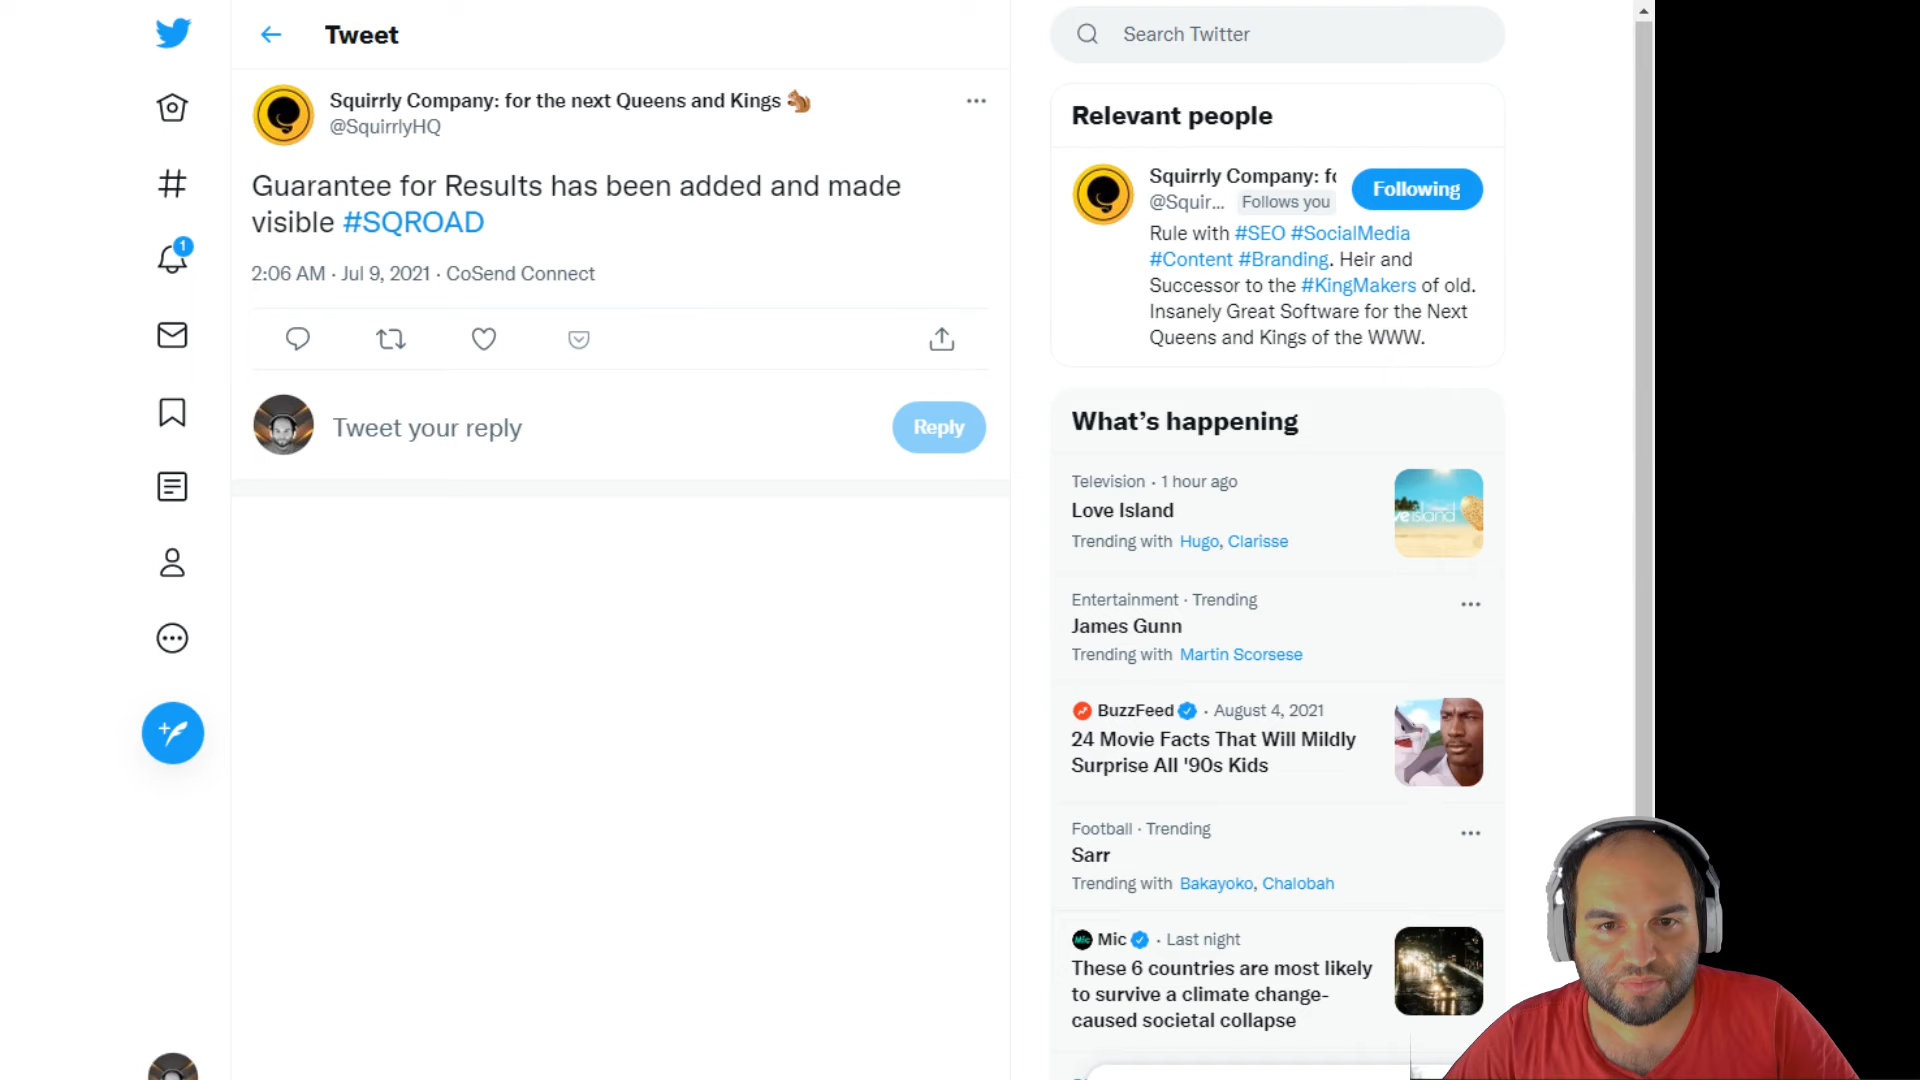 Tweet
Squirrly Company: for the next Queens and Kings
@SquirrlyHQ
Guarantee for Results has been added and made
visible #SQROAD
2:06 AM · Jul 9, 2021 · CoSend Connect
Tweet your reply
Reply
1
Search Twitter
Relevant people
Squirrly Company: fo
Following
@Squir... Follows you
Rule with #SEO #SocialMedia
#Content #Branding. Heir and
Successor to the #KingMakers of old.
Insanely Great Software for the Next
Queens and Kings of the WWW.
What's happening
Television · 1 hour ago
Love Island
Trending with Hugo, Clarisse
ve island
Entertainment · Trending
James Gunn
Trending with Martin Scorsese
BuzzFeed · August 4, 2021
24 Movie Facts That Will Mildly
Surprise All '90s Kids
Football · Trending
Sarr
Trending with Bakayoko, Chalobah
Mic Mic · Last night
These 6 countries are most likely
to survive a climate change-
caused societal collapse